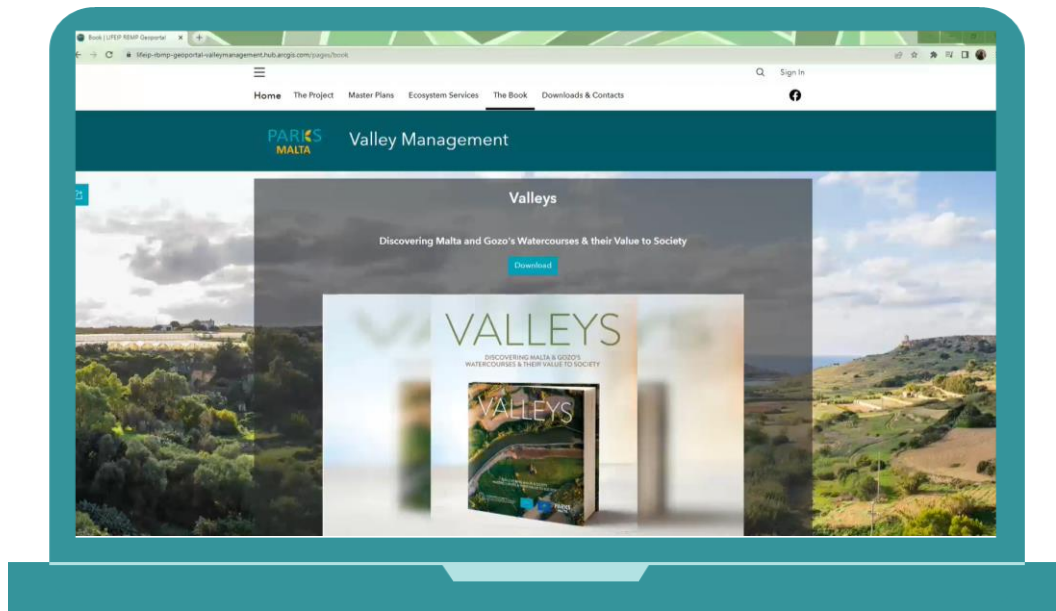 Book | LIFEIP RBMP Geoportal
lifeip-rbmp-geoportal-valleymanagement.hub.arcgis.com/pages/book
Sign In
Home The Project Master Plans Ecosystem Services The Book Downloads & Contacts
PARKS
MALTA
Valley Management
Valleys
Discovering Malta and Gozo's Watercourses & their Value to Society
Download
VALLEYS
DISCOVERING MALTA & GOZO'S
WATERCOURSES & THEIR VALUE TO SOCIETY
VALLEYS
PARKS
MALTA